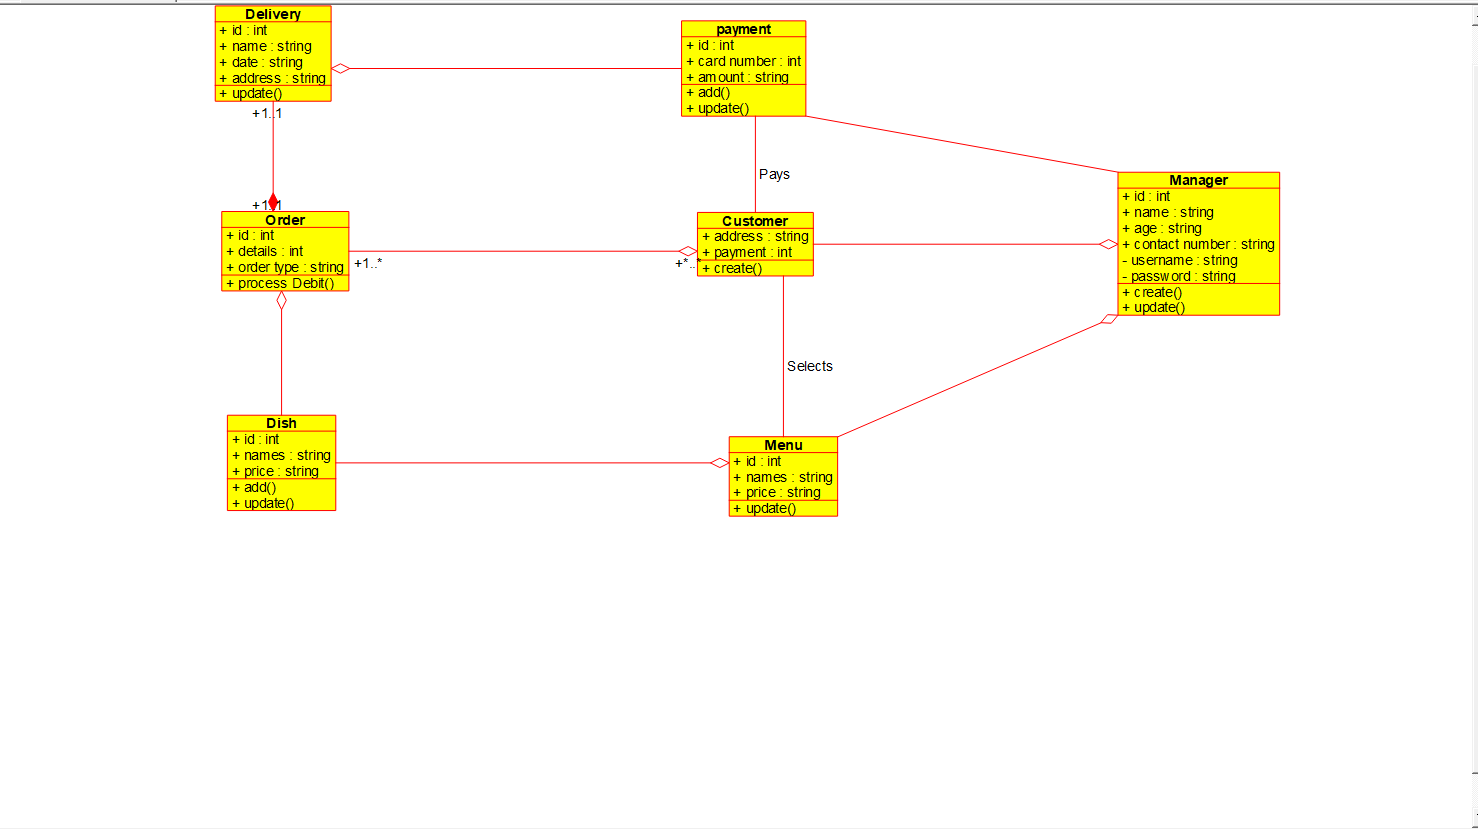 Delivery
+ id : int
+ name : string
+ date : string
+ address : string
+ update()
+1..1
payment
+ id : int
+ card number : int
+ amount : string
+ add()
+ update()
Pays
Manager
+ id : int
+ name : string
+ age : string
+ contact number : string
- username : string
- password : string
+ create()
+ update()
+1..1
Order
+ id : int
+ details : int
+ order type : string
+ process Debit()
+1..*
Customer
+ address : string
+ payment : int
+ create()
+*..*
Selects
Dish
+ id : int
+ names : string
+ price : string
+ add()
+ update()
Menu
+ id : int
+ names : string
+ price : string
+ update()